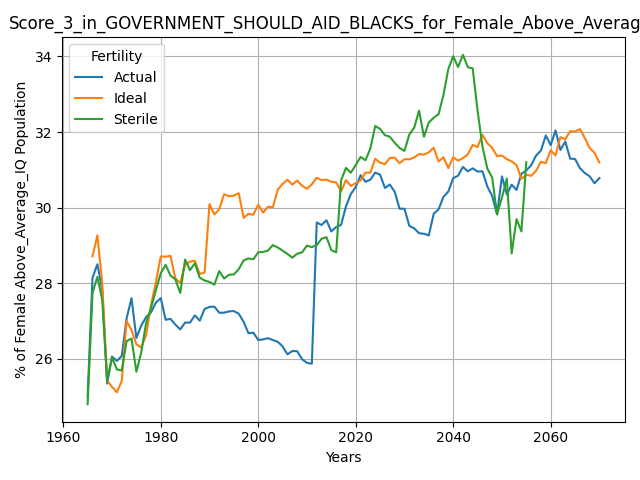 Score_3_in_GOVERNMENT_SHOULD_AID_BLACKS_for_Female_Above_Averag
% of Female Above_Average_IQ Population
34
32
30
28
26
Fertility
Actual
Ideal
Sterile
1960
1980
2000
2020
2040
2060
Years